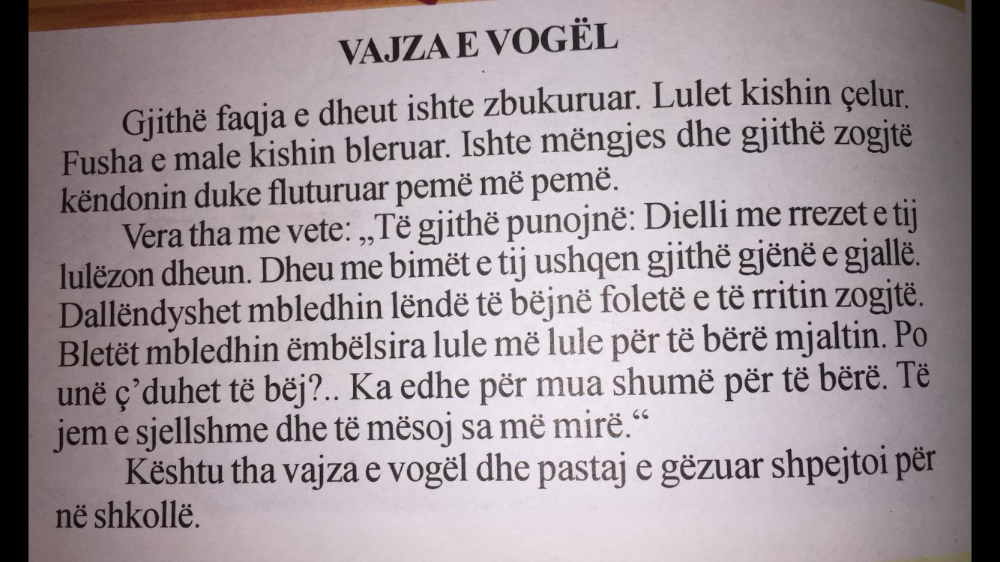 VAJZA E VOGËL
Gjithë faqja e dheut ishte zbukuruar. Lulet kishin çelur.
Fusha e male kishin bleruar. Ishte mëngjes dhe gjithë zogjtë
këndonin duke fluturuar pemë më pemë.
Vera tha me vete: „Të gjithë punojnë: Dielli me rrezet e tij
lulëzon dheun. Dheu me bimët e tij ushqen gjithë gjënë e gjallë.
Dallëndyshet mbledhin lëndë të bëjnë foletë e të rritin zogjtë.
Bletët mbledhin ëmbëlsira lule më lule për të bërë mjaltin. Po
unë ç’duhet të bëj?.. Ka edhe për mua shumë për të bërë. Të
jem e sjellshme dhe të mësoj sa më mirë.“
Kështu tha vajza e vogël dhe pastaj e gëzuar shpejtoi për
në shkollë.